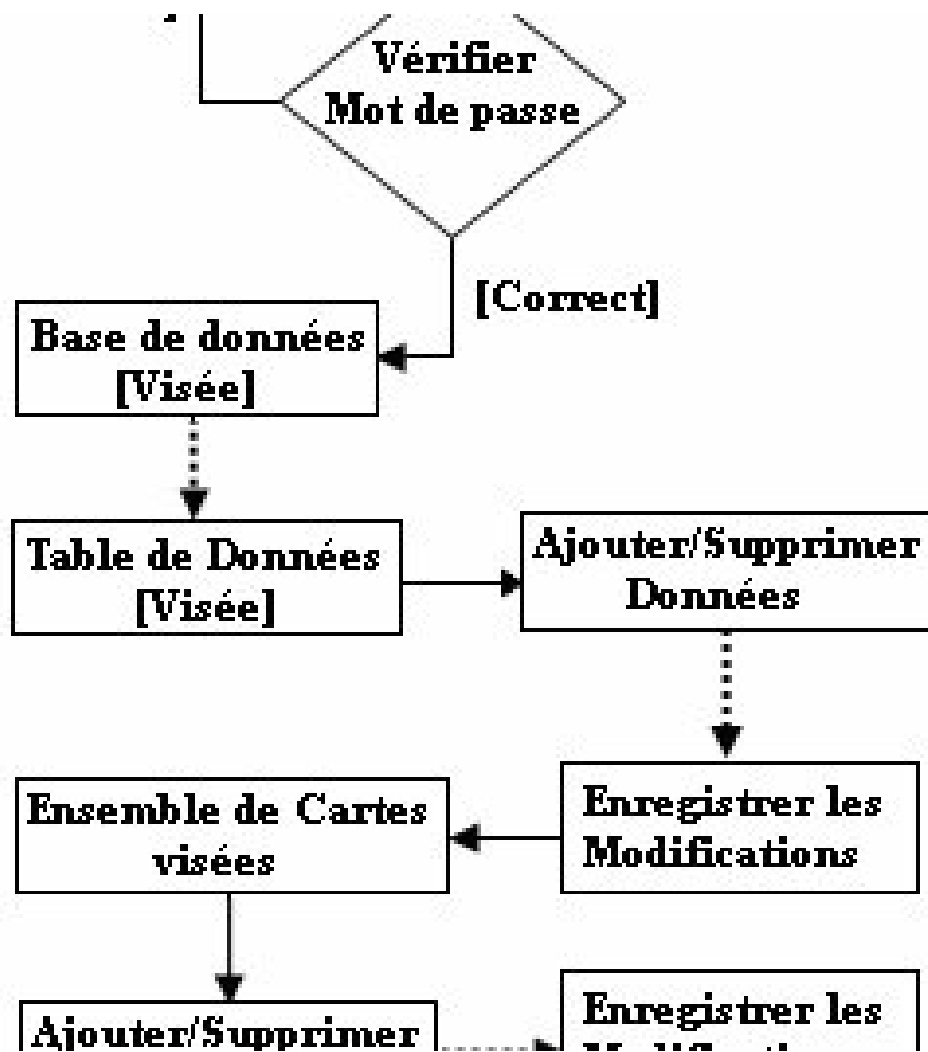 Vérifier
Mot de passe
[Correct]
Base de données
[Visée]
Table de Données
[Visée]
Ajouter/Supprimer
Données
Enregistrer les
Modifications
Ensemble de Cartes
visées
Ajouter/Supprimer
Enregistrer les